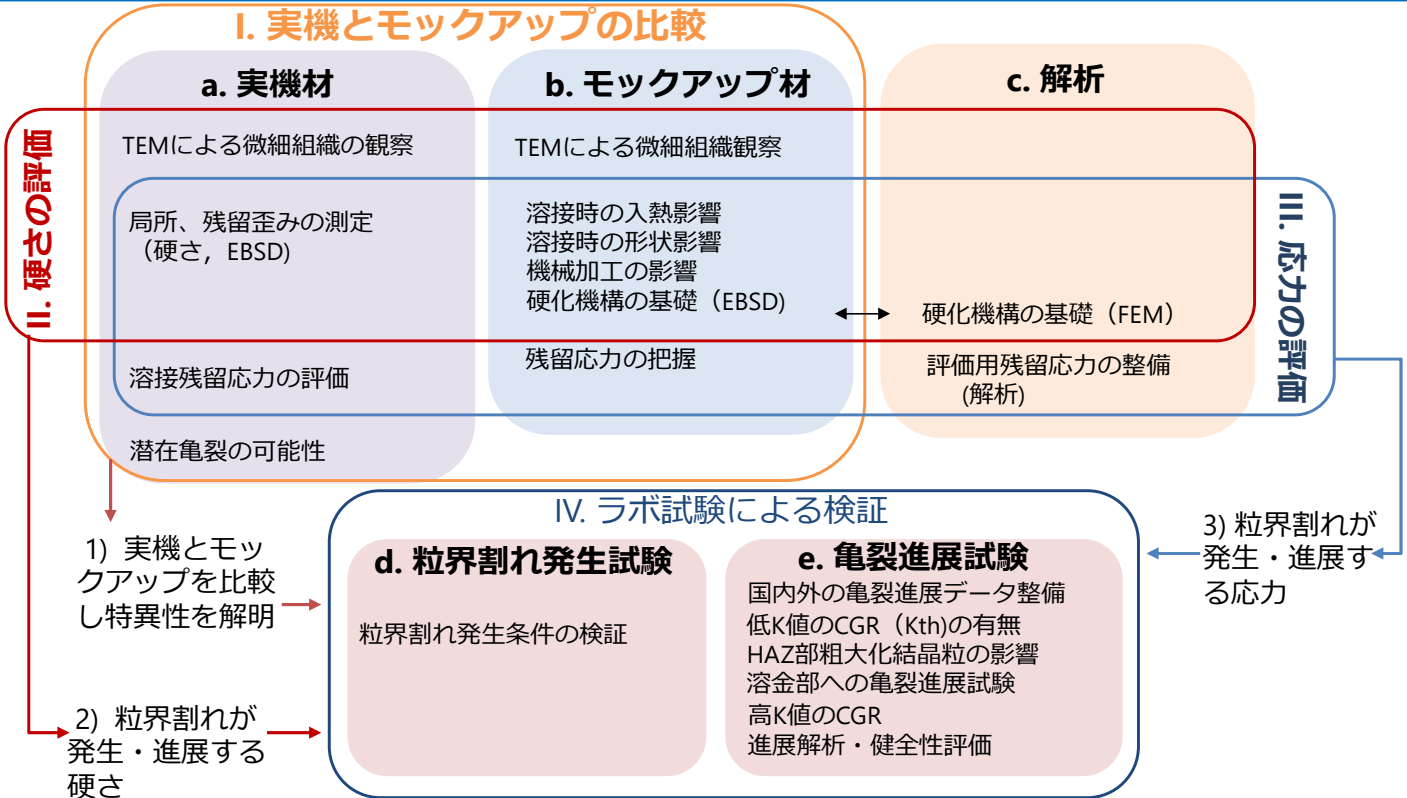 I. 実機とモックアップの比較
a. 実機材
b. モックアップ材
c. 解析
II. 硬さの評価
TEMによる微細組織の観察
TEMによる微細組織観察
局所、残留歪みの測定
（硬さ，EBSD)
溶接時の入熱影響
溶接時の形状影響
機械加工の影響
硬化機構の基礎（EBSD)
硬化機構の基礎（FEM）
III. 応力の評価
溶接残留応力の評価
残留応力の把握
評価用残留応力の整備
(解析)
潜在亀裂の可能性
IV. ラボ試験による検証
1) 実機とモッ
クアップを比較
し特異性を解明
d. 粒界割れ発生試験
粒界割れ発生条件の検証
e. 亀裂進展試験
国内外の亀裂進展データ整備
低K値のCGR（Kth)の有無
HAZ部粗大化結晶粒の影響
溶金部への亀裂進展試験
高K値のCGR
進展解析・健全性評価
3) 粒界割れが
発生・進展す
る応力
2) 粒界割れが
発生・進展する
硬さ